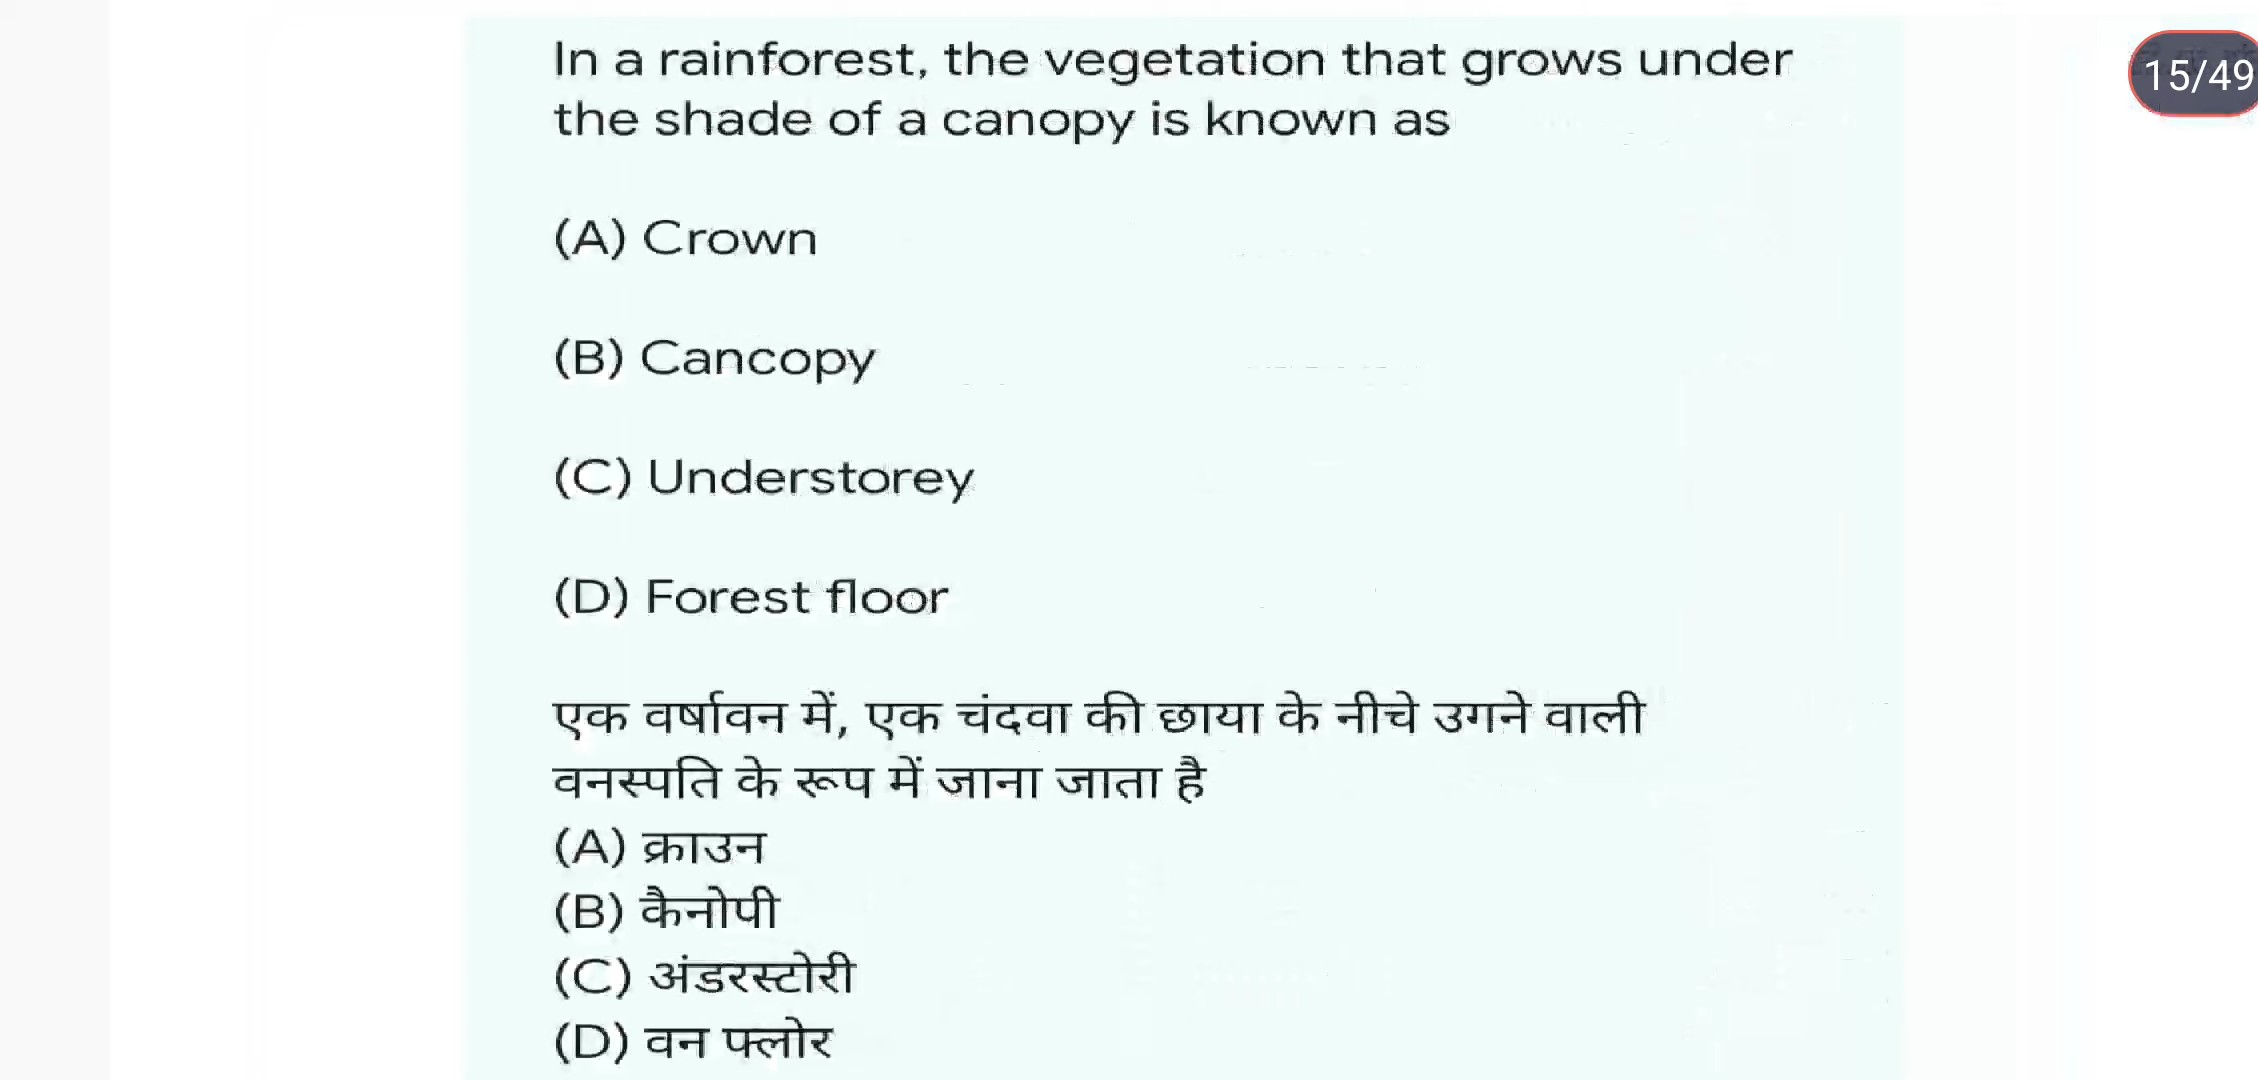 In a rainforest, the vegetation that grows under
the shade of a canopy is known as
15/49
(A) Crown
(B) Cancopy
(C) Understorey
(D) Forest floor
एक वर्षावन में, एक चंदवा की छाया के नीचे उगने वाली
वनस्पति के रूप में जाना जाता है
(A) क्राउन
(B) कैनोपी
(C) अंडरस्टोरी
(D) वन फ्लोर